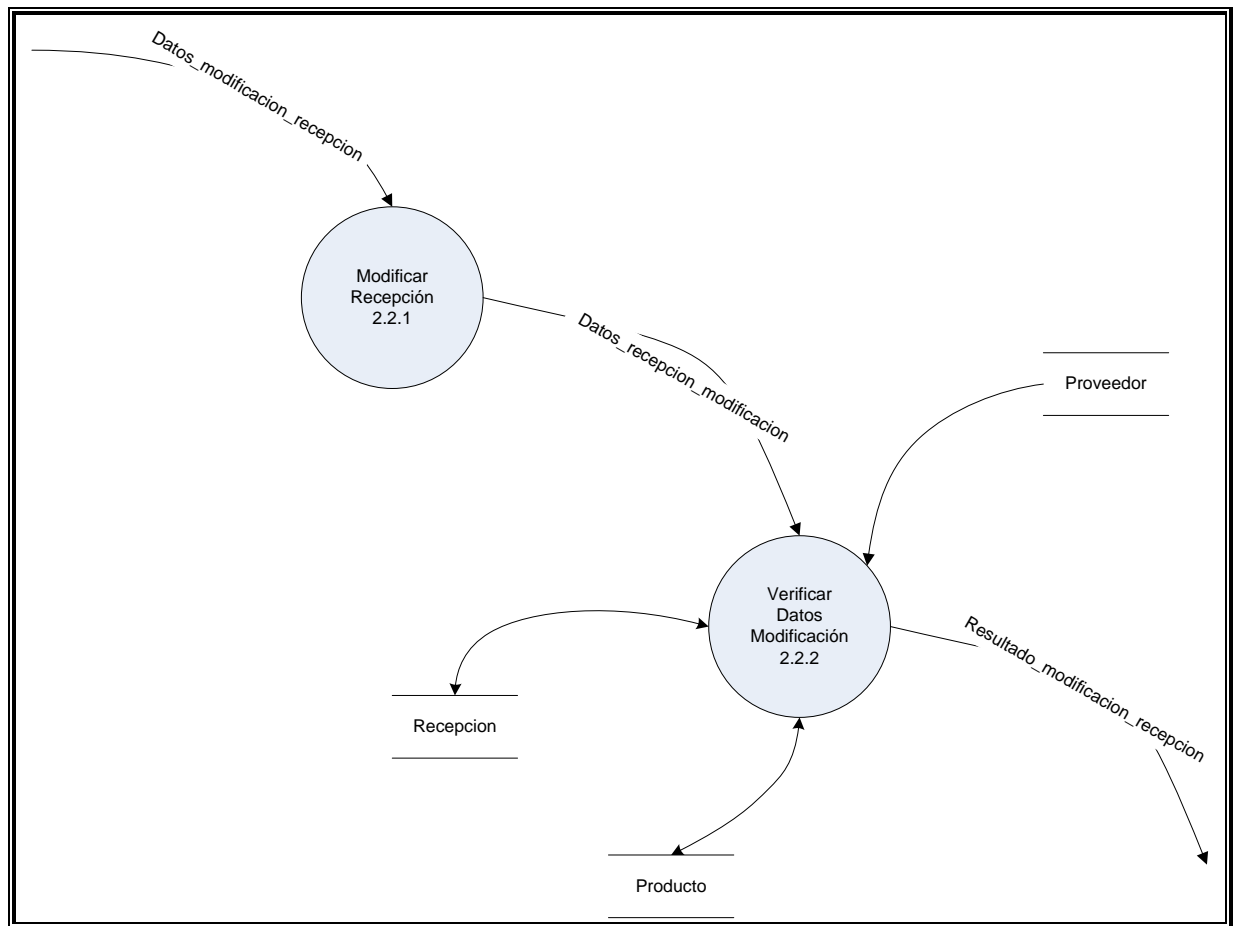 Datos_modificacion_recepcion
Modificar
Recepción
2.2.1
Datos_recepcion_modificacion
Proveedor
Verificar
Datos
Modificación
2.2.2
Resultado_modificacion_recepcion
Recepcion
Producto